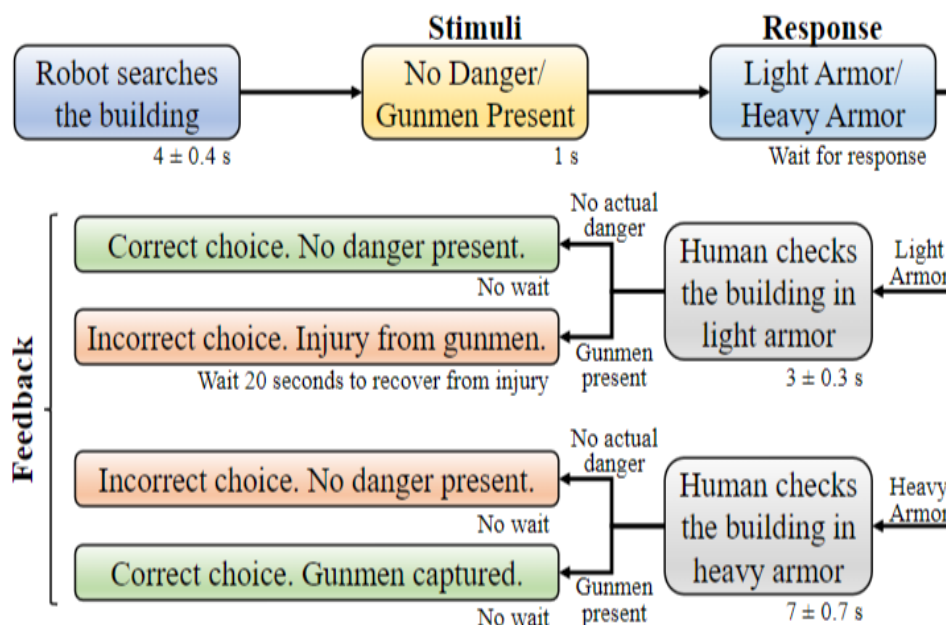 Stimuli
Response
Robot searches
the building
4 ± 0.4 s
No Danger/
Gunmen Present
1 s
Light Armor/
Heavy Armor
Wait for response
Feedback
Correct choice. No danger present.
No wait
Incorrect choice. Injury from gunmen.
Wait 20 seconds to recover from injury
No actual
danger
Gunmen
present
Human checks
the building in
light armor
3 ± 0.3 s
Light
Armor
Incorrect choice. No danger present.
No wait
Correct choice. Gunmen captured.
No wait
No actual
danger
Gunmen
present
Human checks
the building in
heavy armor
7 ± 0.7 s
Heavy
Armor